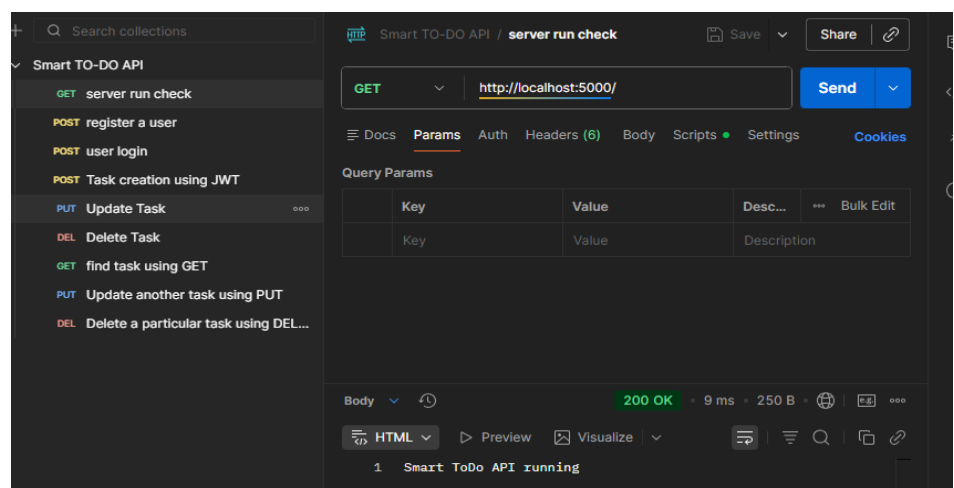 Search collections
Smart TO-DO API
GET server run check
POST register a user
POST user login
POST Task creation using JWT
PUT Update Task
DEL Delete Task
GET find task using GET
PUT Update another task using PUT
DEL Delete a particular task using DEL...
HTTP Smart TO-DO API / server run check
Save
Share
GET http://localhost:5000/
Send
Docs Params Auth Headers (6) Body Scripts Settings Cookies
Query Params
Key Value Desc... Bulk Edit
Key Value Description
Body 200 OK 9 ms 250 B e.g.
HTML Preview Visualize
1 Smart ToDo API running